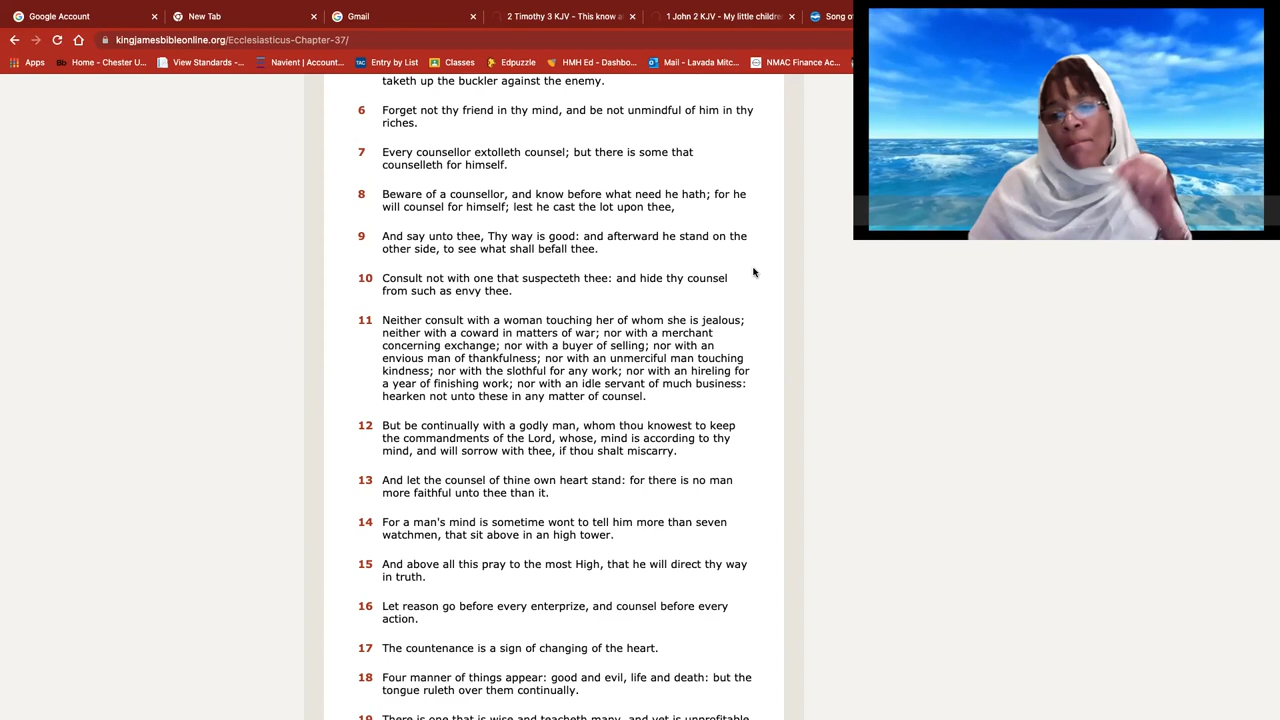 Google Account
New Tab
Gmail
2 Timothy 3 KJV - This know a
1 John 2 KJV - My little childre
Song of
kingjamesbibleonline.org/Ecclesiasticus-Chapter-37/
Apps
Bb Home - Chester U...
View Standards -...
Navient | Account...
TAC Entry by List
Classes
Edpuzzle
HMH Ed - Dashbo...
Mail - Lavada Mitc...
NMAC Finance Ac...
taketh up the buckler against the enemy.
6 Forget not thy friend in thy mind, and be not unmindful of him in thy
riches.
7 Every counsellor extolleth counsel; but there is some that
counselleth for himself.
8 Beware of a counsellor, and know before what need he hath; for he
will counsel for himself; lest he cast the lot upon thee,
9 And say unto thee, Thy way is good: and afterward he stand on the
other side, to see what shall befall thee.
10 Consult not with one that suspecteth thee: and hide thy counsel
from such as envy thee.
11 Neither consult with a woman touching her of whom she is jealous;
neither with a coward in matters of war; nor with a merchant
concerning exchange; nor with a buyer of selling; nor with an
envious man of thankfulness; nor with an unmerciful man touching
kindness; nor with the slothful for any work; nor with an hireling for
a year of finishing work; nor with an idle servant of much business:
hearken not unto these in any matter of counsel.
12 But be continually with a godly man, whom thou knowest to keep
the commandments of the Lord, whose, mind is according to thy
mind, and will sorrow with thee, if thou shalt miscarry.
13 And let the counsel of thine own heart stand: for there is no man
more faithful unto thee than it.
14 For a man's mind is sometime wont to tell him more than seven
watchmen, that sit above in an high tower.
15 And above all this pray to the most High, that he will direct thy way
in truth.
16 Let reason go before every enterprize, and counsel before every
action.
17 The countenance is a sign of changing of the heart.
18 Four manner of things appear: good and evil, life and death: but the
tongue ruleth over them continually.
19 There is one that is wise and teacheth many, and yet is unprofitable